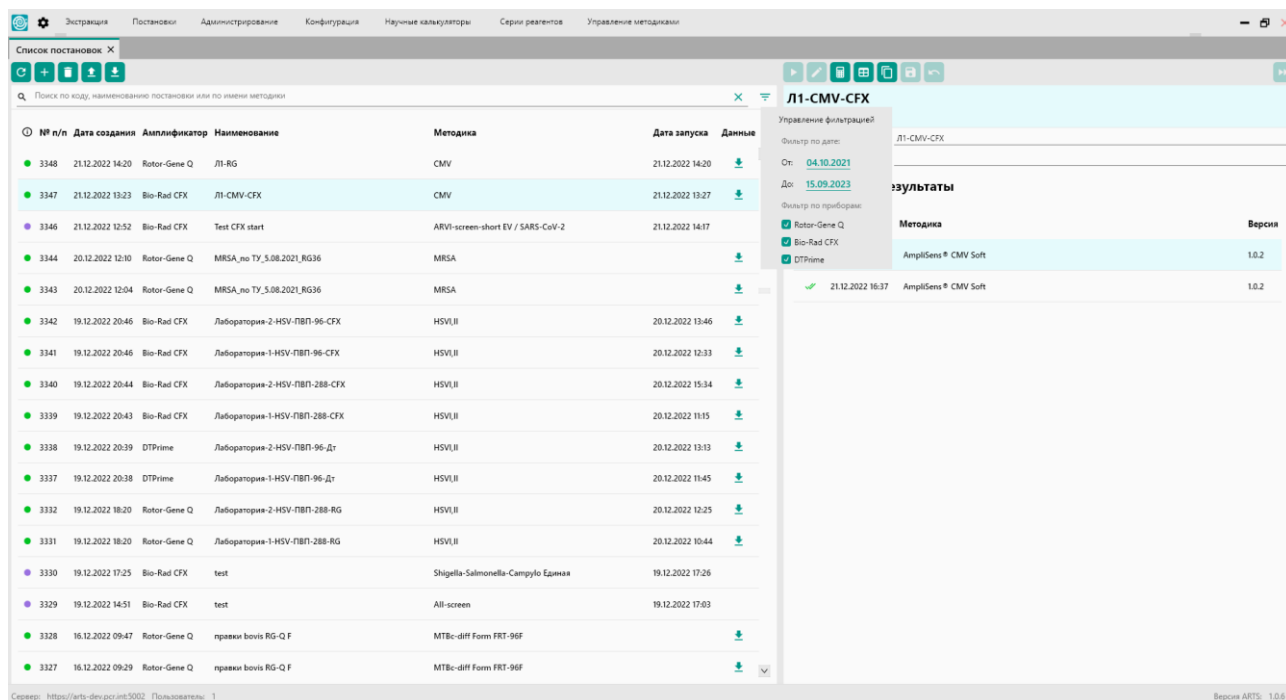 Экстракция Постановки Администрирование Конфигурация Научные калькуляторы Серии реагентов Управление методиками
Список постановок
Поиск по коду, наименованию постановки или по имени методики
№ п/п Дата создания Амплификатор Наименование Методика Дата запуска Данные
3348 21.12.2022 14:20 Rotor-Gene Q Л1-RG CMV 21.12.2022 14:20
3347 21.12.2022 13:23 Bio-Rad CFX Л1-CMV-CFX CMV 21.12.2022 13:27
3346 21.12.2022 12:52 Bio-Rad CFX Test CFX start ARVI-screen-short EV / SARS-CoV-2 21.12.2022 14:17
3344 20.12.2022 12:10 Rotor-Gene Q MRSA_по ТУ_5.08.2021_RG36 MRSA
3343 20.12.2022 12:04 Rotor-Gene Q MRSA_по ТУ_5.08.2021_RG36 MRSA
3342 19.12.2022 20:46 Bio-Rad CFX Лаборатория-2-HSV-ПВП-96-CFX HSVI,II 20.12.2022 13:46
3341 19.12.2022 20:46 Bio-Rad CFX Лаборатория-1-HSV-ПВП-96-CFX HSVI,II 20.12.2022 12:33
3340 19.12.2022 20:44 Bio-Rad CFX Лаборатория-2-HSV-ПВП-288-CFX HSVI,II 20.12.2022 15:34
3339 19.12.2022 20:43 Bio-Rad CFX Лаборатория-1-HSV-ПВП-288-CFX HSVI,II 20.12.2022 11:15
3338 19.12.2022 20:39 DTPrime Лаборатория-2-HSV-ПВП-96-Дт HSVI,II 20.12.2022 13:13
3337 19.12.2022 20:38 DTPrime Лаборатория-1-HSV-ПВП-96-Дт HSVI,II 20.12.2022 11:45
3332 19.12.2022 18:20 Rotor-Gene Q Лаборатория-2-HSV-ПВП-288-RG HSVI,II 20.12.2022 12:25
3331 19.12.2022 18:20 Rotor-Gene Q Лаборатория-1-HSV-ПВП-288-RG HSVI,II 20.12.2022 10:44
3330 19.12.2022 17:25 Bio-Rad CFX test Shigella-Salmonella-Campylo Единая 19.12.2022 17:26
3329 19.12.2022 14:51 Bio-Rad CFX test All-screen 19.12.2022 17:03
3328 16.12.2022 09:47 Rotor-Gene Q правки bovis RG-Q F MTBc-diff Form FRT-96F
3327 16.12.2022 09:29 Rotor-Gene Q правки bovis RG-Q F MTBc-diff Form FRT-96F
Л1-CMV-CFX
Управление фильтрацией
Фильтр по дате:
От: 04.10.2021
До: 15.09.2023
Фильтр по приборам:
Rotor-Gene Q
Bio-Rad CFX
DTPrime
Л1-CMV-CFX
езультаты
Методика Версия
AmpliSens® CMV Soft 1.0.2
21.12.2022 16:37 AmpliSens® CMV Soft 1.0.2
Сервер: https://arts-dev.pcr.int:5002 Пользователь: 1 Версия ARTS: 1.0.6